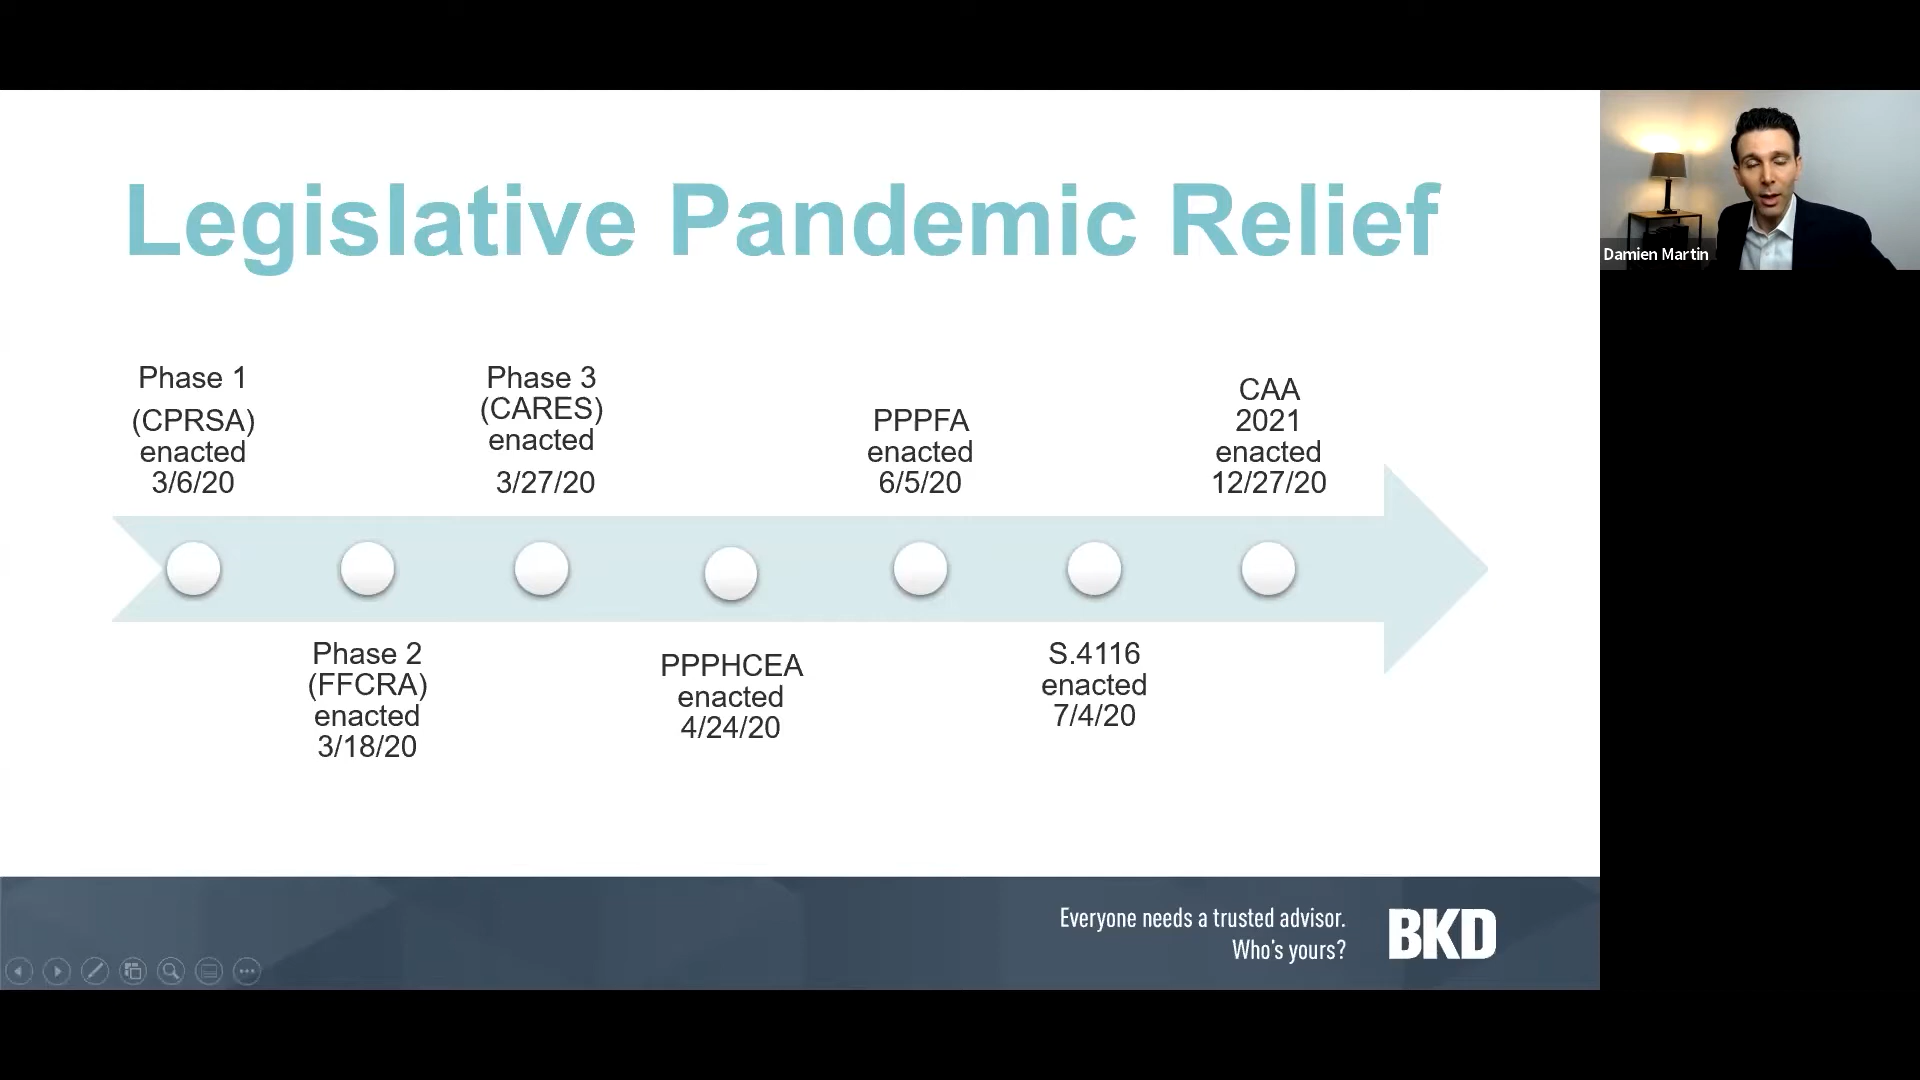 Legislative Pandemic Relief
Phase 1
(CPRSA)
enacted
3/6/20
Phase 2
(FFCRA)
enacted
3/18/20
Phase 3
(CARES)
enacted
3/27/20
PPPHCEA
enacted
4/24/20
PPPFA
enacted
6/5/20
S.4116
enacted
7/4/20
CAA
2021
enacted
12/27/20
Everyone needs a trusted advisor.
Who's yours?
BKD
Damien Martin